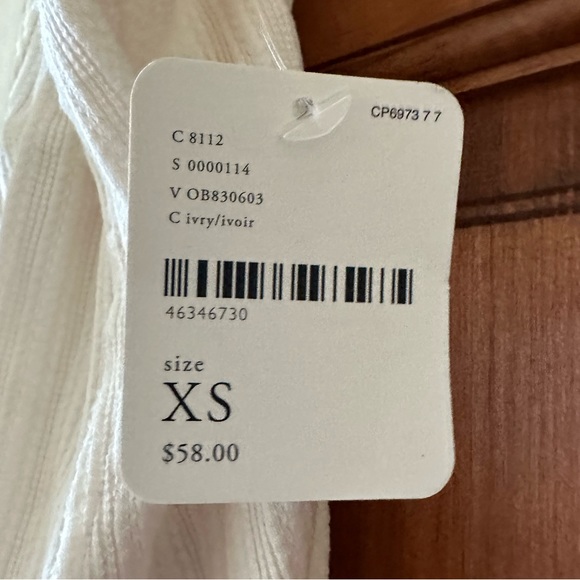 CP6973 7 7
C 8112
S 0000114
V OB830603
C ivry/ivoir
46346730
size
XS
$58.00